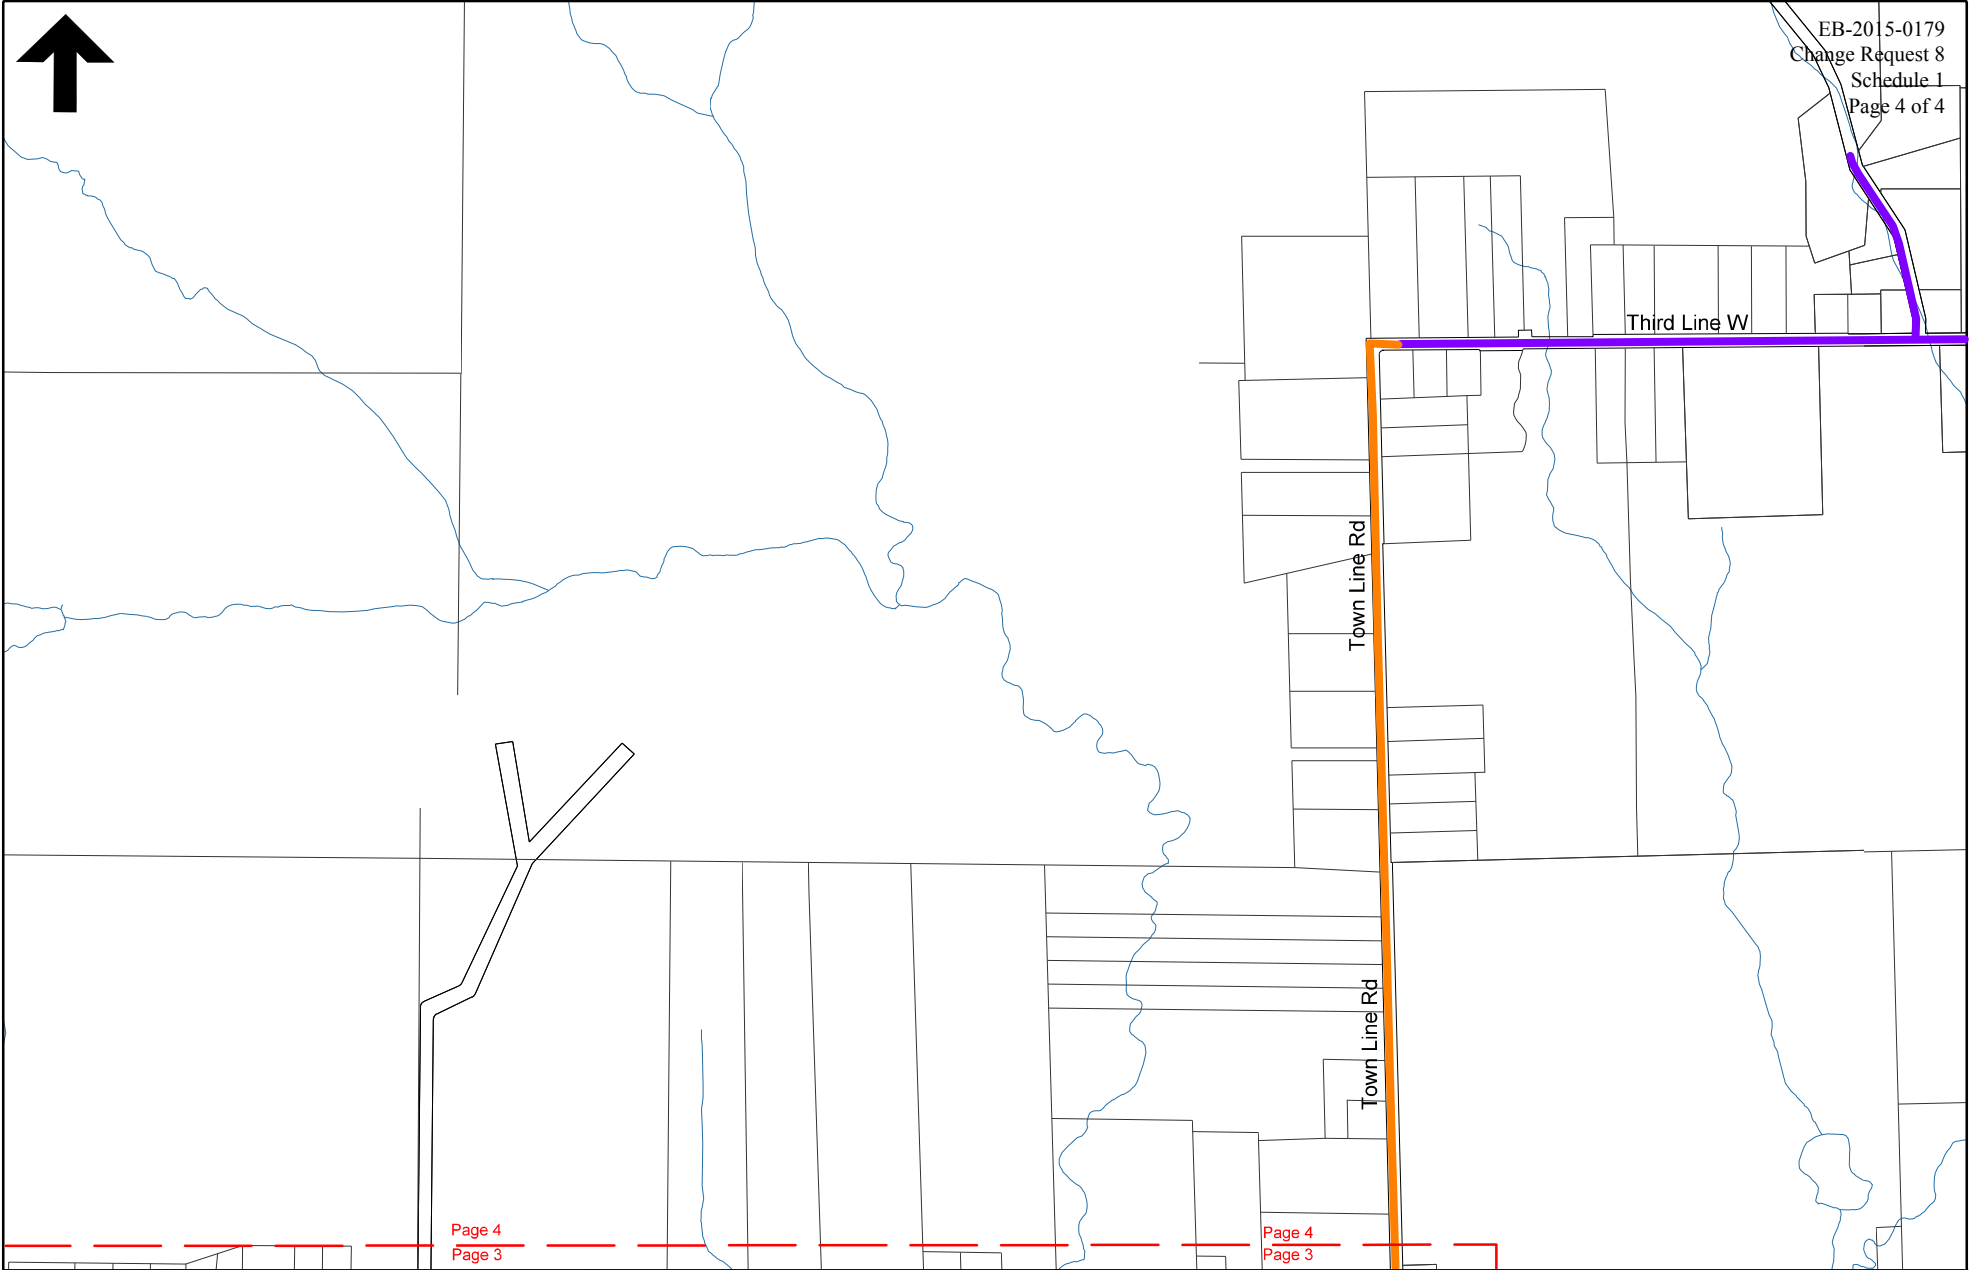 EB-2015-0179
Change Request 8
Schedule 1
Page 4 of 4
Third Line W
Town Line Rd
Town Line Rd
Page 4
Page 3
Page 4
Page 3